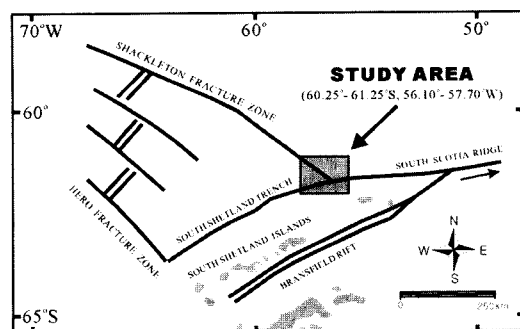 70°W
60°
50°
SHACKLETON FRACTURE ZONE
STUDY AREA
(60.25°- 61.25°S, 56.10°- 57.70°W)
60°
SOUTH SCOTIA RIDGE
SOUTH SHETLAND TRENCH
HERO FRACTURE ZONE
SOUTH SHETLAND ISLANDS
BRANSFIELD RIFT
N
W
E
S
0
250km
65°S